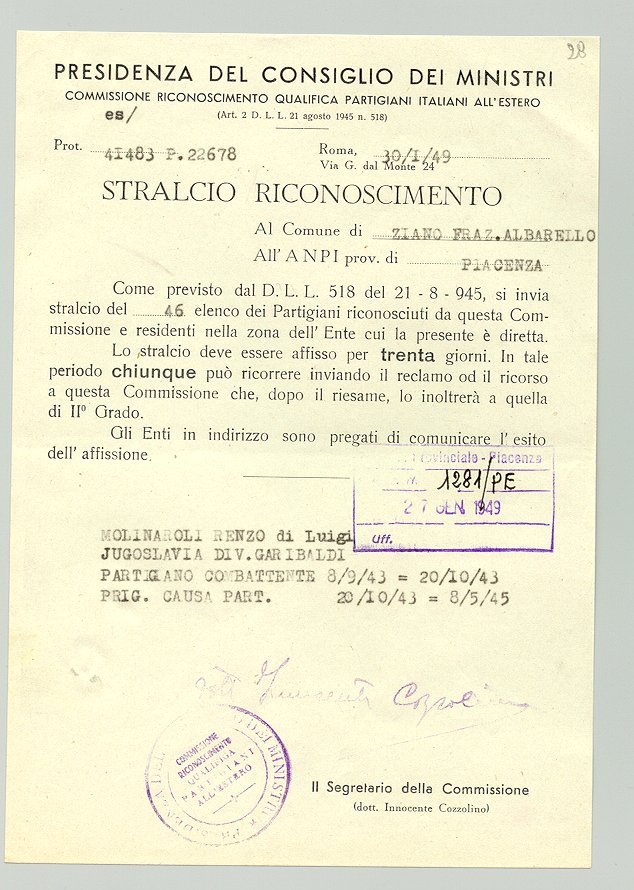 28
PRESIDENZA DEL CONSIGLIO DEI MINISTRI
COMMISSIONE RICONOSCIMENTO QUALIFICA PARTIGIANI ITALIANI ALL'ESTERO
es/
(Art. 2 D. L. L. 21 agosto 1945 n. 518)
Prot. 41483 P.22678 Roma, 30/I/49
Via G. dal Monte 24
STRALCIO RICONOSCIMENTO
Al Comune di ZIANO FRAZ.ALBARELLO
All'ANPI prov. di PIACENZA
Come previsto dal D. L. L. 518 del 21 - 8 - 945, si invia
stralcio del 46 elenco dei Partigiani riconosciuti da questa Com-
missione e residenti nella zona dell' Ente cui la presente è diretta.
Lo stralcio deve essere affisso per trenta giorni. In tale
periodo chiunque può ricorrere inviando il reclamo od il ricorso
a questa Commissione che, dopo il riesame, lo inoltrerà a quella
di IIº Grado.
Gli Enti in indirizzo sono pregati di comunicare l' esito
dell' affissione.
Provinciale - Piacenza
N. 1281/PE
27 GEN 1949
Uff.
MOLINAROLI RENZO di Luigi
JUGOSLAVIA DIV.GARIBALDI
PARTIGIANO COMBATTENTE 8/9/43 = 20/10/43
PRIG. CAUSA PART. 20/10/43 = 8/5/45
dott Innocente Cozzolino
COMMISSIONE
RICONOSCIMENTO
QUALIFICA
PARTIGIANI
ALL'ESTERO
Il Segretario della Commissione
(dott. Innocente Cozzolino)